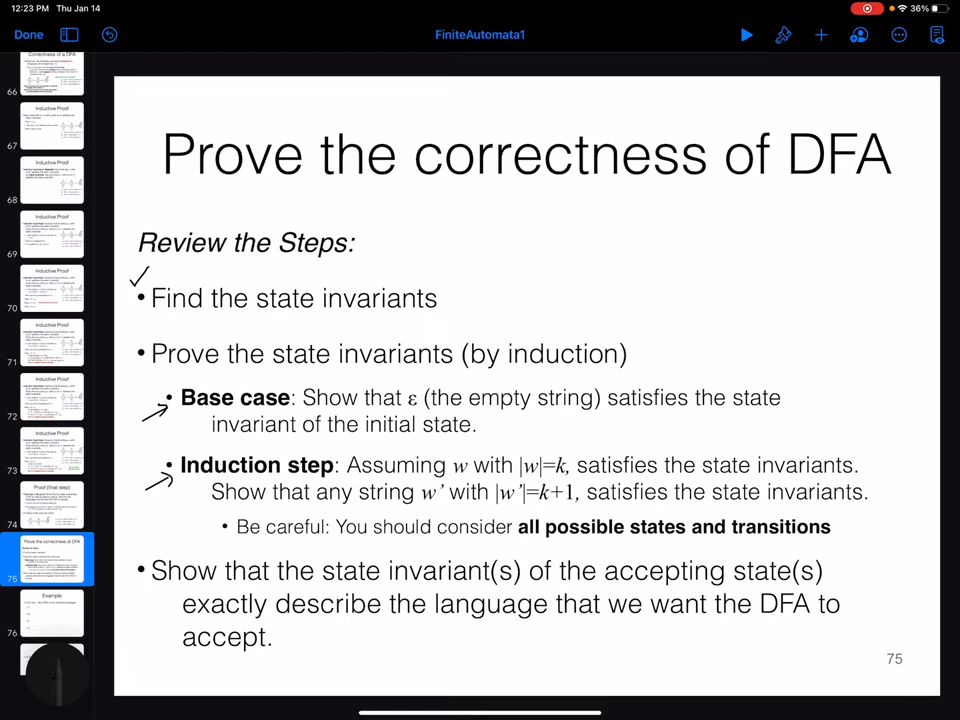 12:23 PM Thu Jan 14
36%
Done
FiniteAutomata1
Correctness of a DFA
66
Inductive Proof
67
Inductive Proof
68
Inductive Proof
69
Inductive Proof
70
Inductive Proof
71
Inductive Proof
72
Inductive Proof
73
Proof (final step)
74
Prove the correctness of DFA
75
Example
76
Prove the correctness of DFA
Review the Steps:
• Find the state invariants
• Prove the state invariants (by induction)
• Base case: Show that ε (the empty string) satisfies the state
invariant of the initial state.
• Induction step: Assuming w with |w|=k, satisfies the state invariants.
Show that any string w’ with |w’|=k+1, satisfies the state invariants.
• Be careful: You should consider all possible states and transitions
• Show that the state invariant(s) of the accepting state(s)
exactly describe the language that we want the DFA to
accept.
75